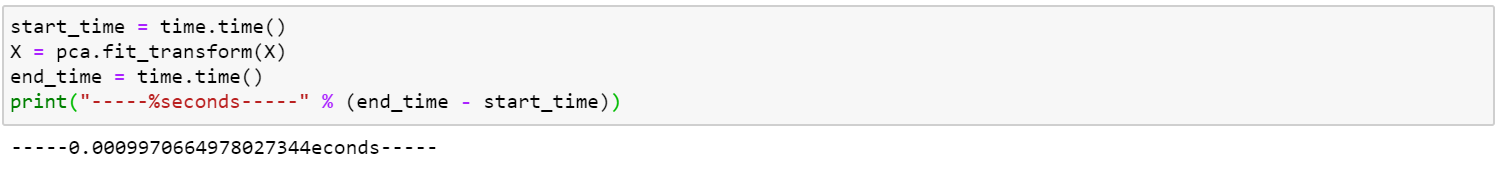 start_time = time.time()
X = pca.fit_transform(X)
end_time = time.time()
print("-----%seconds-----" % (end_time - start_time))
-----0.0009970664978027344econds-----